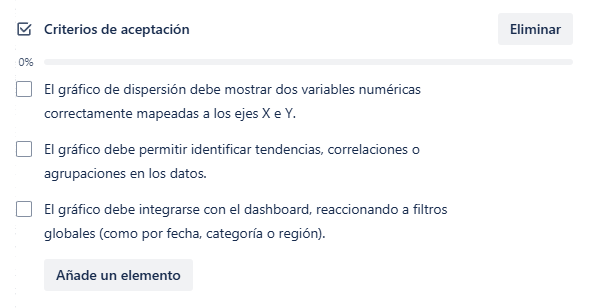 Criterios de aceptación
Eliminar
0%
El gráfico de dispersión debe mostrar dos variables numéricas
correctamente mapeadas a los ejes X e Y.
El gráfico debe permitir identificar tendencias, correlaciones o
agrupaciones en los datos.
El gráfico debe integrarse con el dashboard, reaccionando a filtros
globales (como por fecha, categoría o región).
Añade un elemento